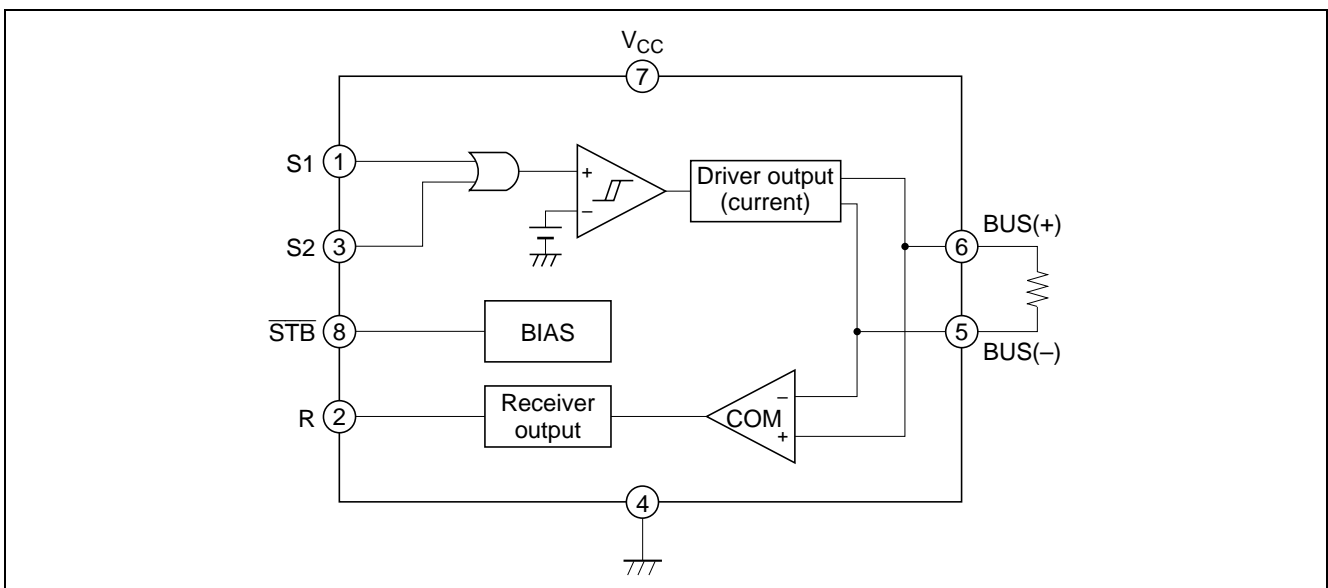 VCC
7
S1 1
+
–
Driver output
(current)
S2 3
6 BUS(+)
STB 8
BIAS
5
BUS(–)
R 2
Receiver
output
COM
–
+
4